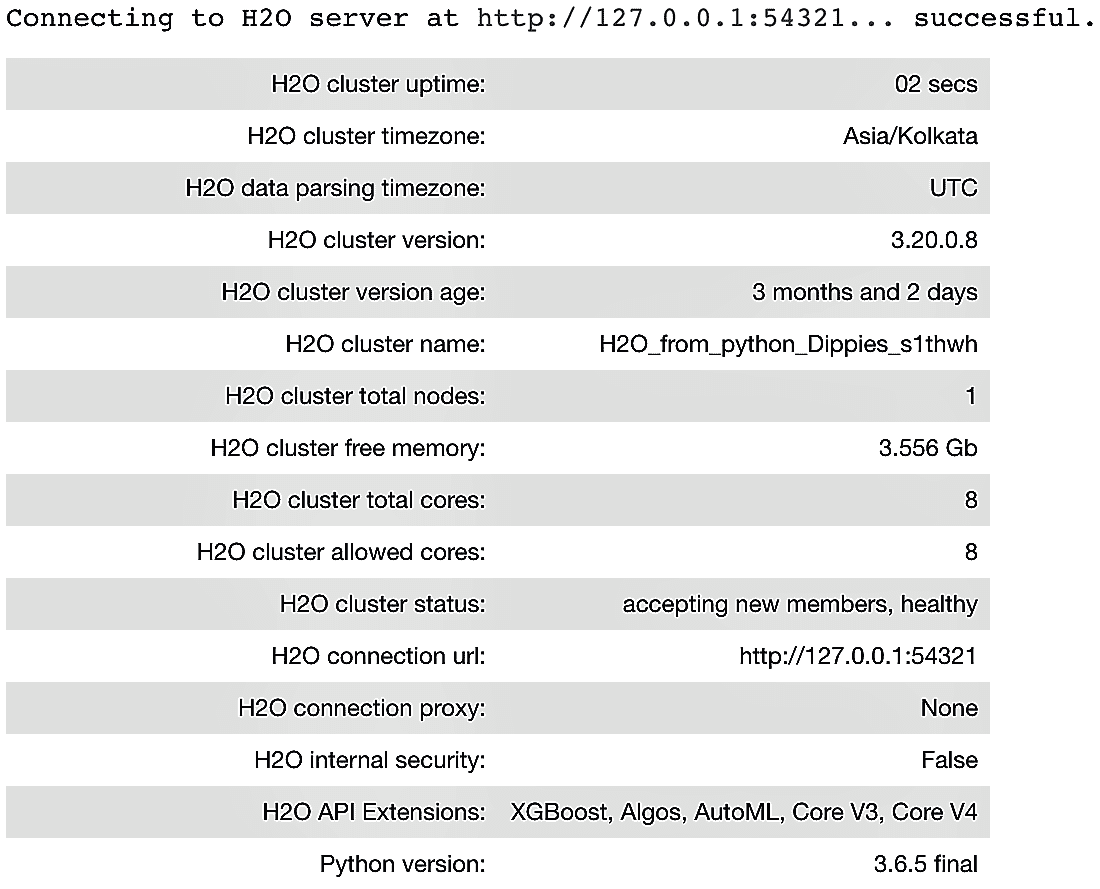 Connecting to H2O server at http://127.0.0.1:54321... successful.
H2O cluster uptime: 02 secs
H2O cluster timezone: Asia/Kolkata
H2O data parsing timezone: UTC
H2O cluster version: 3.20.0.8
H2O cluster version age: 3 months and 2 days
H2O cluster name: H2O_from_python_Dippies_s1thwh
H2O cluster total nodes: 1
H2O cluster free memory: 3.556 Gb
H2O cluster total cores: 8
H2O cluster allowed cores: 8
H2O cluster status: accepting new members, healthy
H2O connection url: http://127.0.0.1:54321
H2O connection proxy: None
H2O internal security: False
H2O API Extensions: XGBoost, Algos, AutoML, Core V3, Core V4
Python version: 3.6.5 final